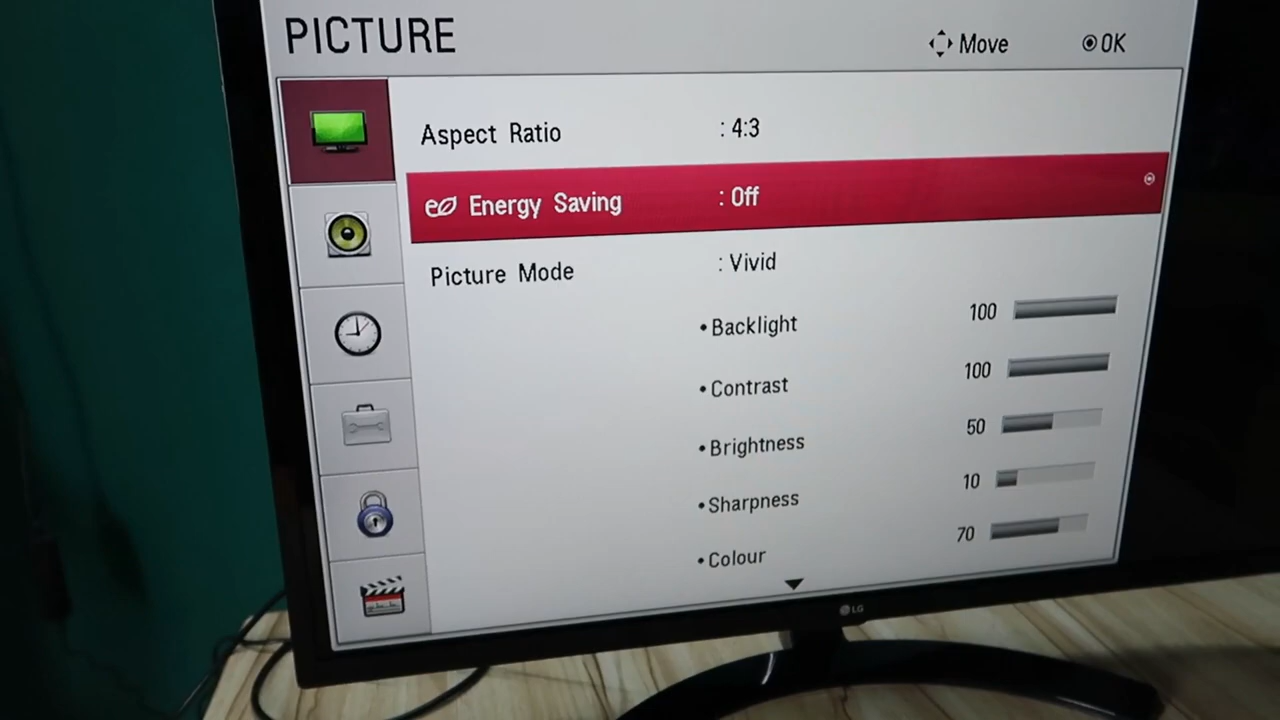 PICTURE
Move
OK
Aspect Ratio : 4:3
Energy Saving : Off
Picture Mode : Vivid
• Backlight 100
• Contrast 100
• Brightness 50
• Sharpness 10
• Colour 70
LG